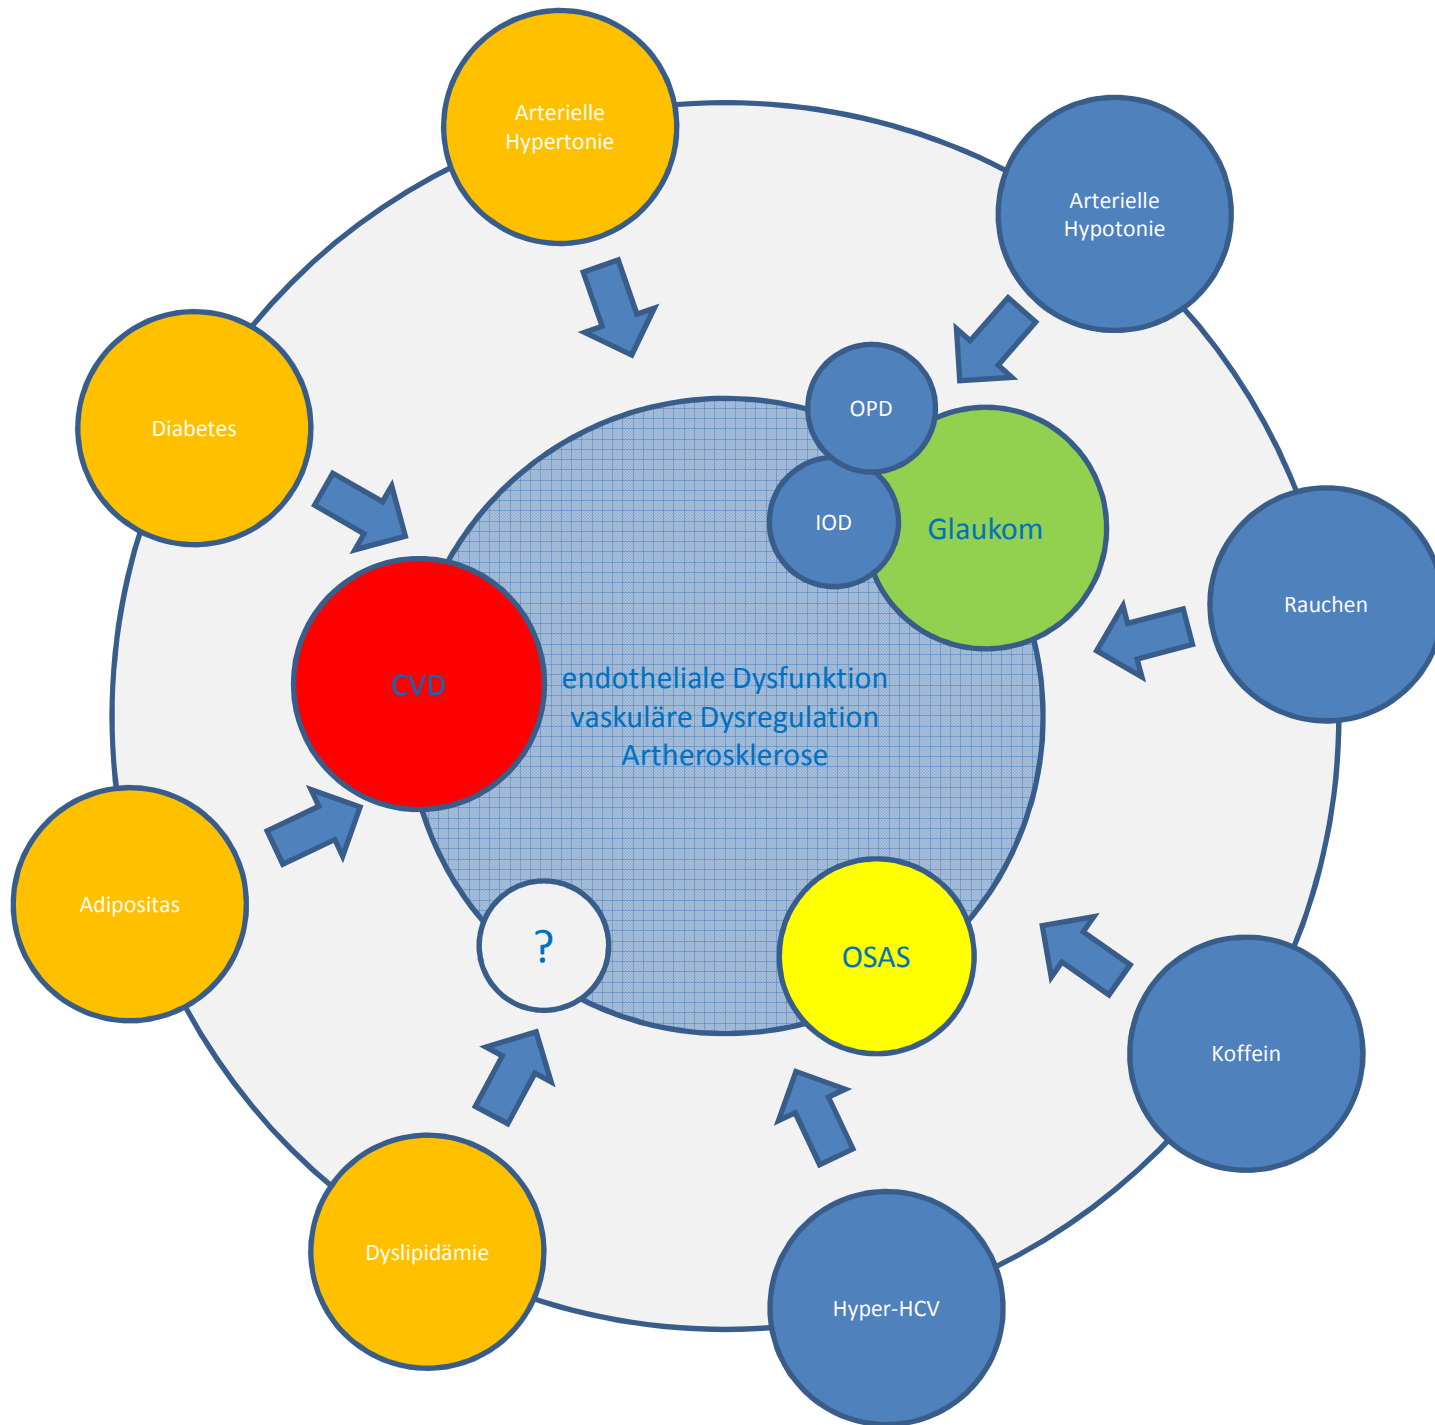 Arterielle
Hypertonie
Arterielle
Hypotonie
OPD
Diabetes
IOD
Glaukom
Rauchen
CVD
endotheliale Dysfunktion
vaskuläre Dysregulation
Artherosklerose
Adipositas
?
OSAS
Koffein
Dyslipidämie
Hyper-HCV